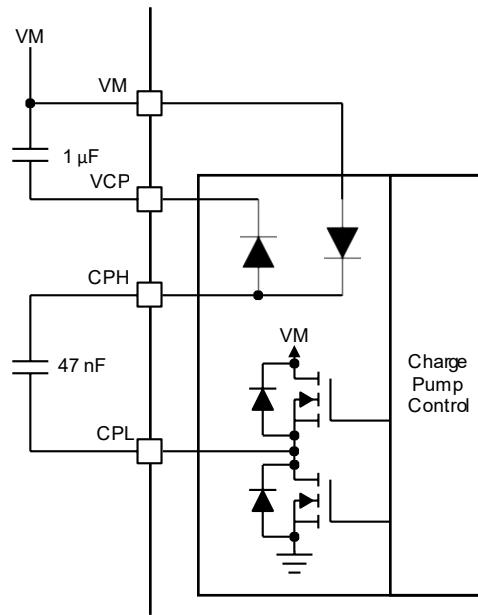 VM
VM
1 µF
VCP
CPH
VM
47 nF
CPL
Charge
Pump
Control